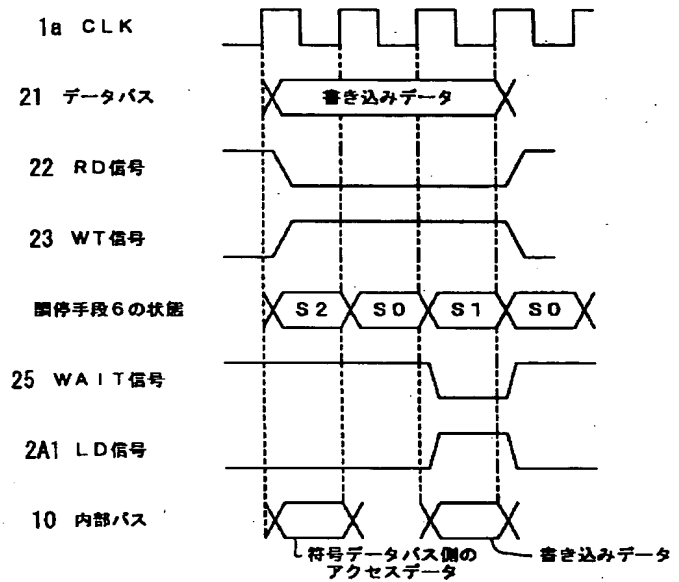 1a CLK
21 データバス
書き込みデータ
22 RD信号
23 WT信号
調停手段6の状態
S2 S0 S1 S0
25 WAIT信号
2A1 LD信号
10 内部バス
符号データバス側の
アクセスデータ
書き込みデータ